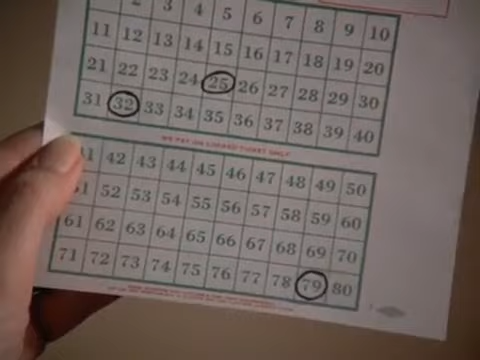 2 3 4 5 6 7 8 9 10
11 12 13 14 15 16 17 18 19 20
21 22 23 24 25 26 27 28 29 30
31 32 33 34 35 36 37 38 39 40
WE PAY ON CORRECT TICKET ONLY
41 42 43 44 45 46 47 48 49 50
51 52 53 54 55 56 57 58 59 60
61 62 63 64 65 66 67 68 69 70
71 72 73 74 75 76 77 78 79 80